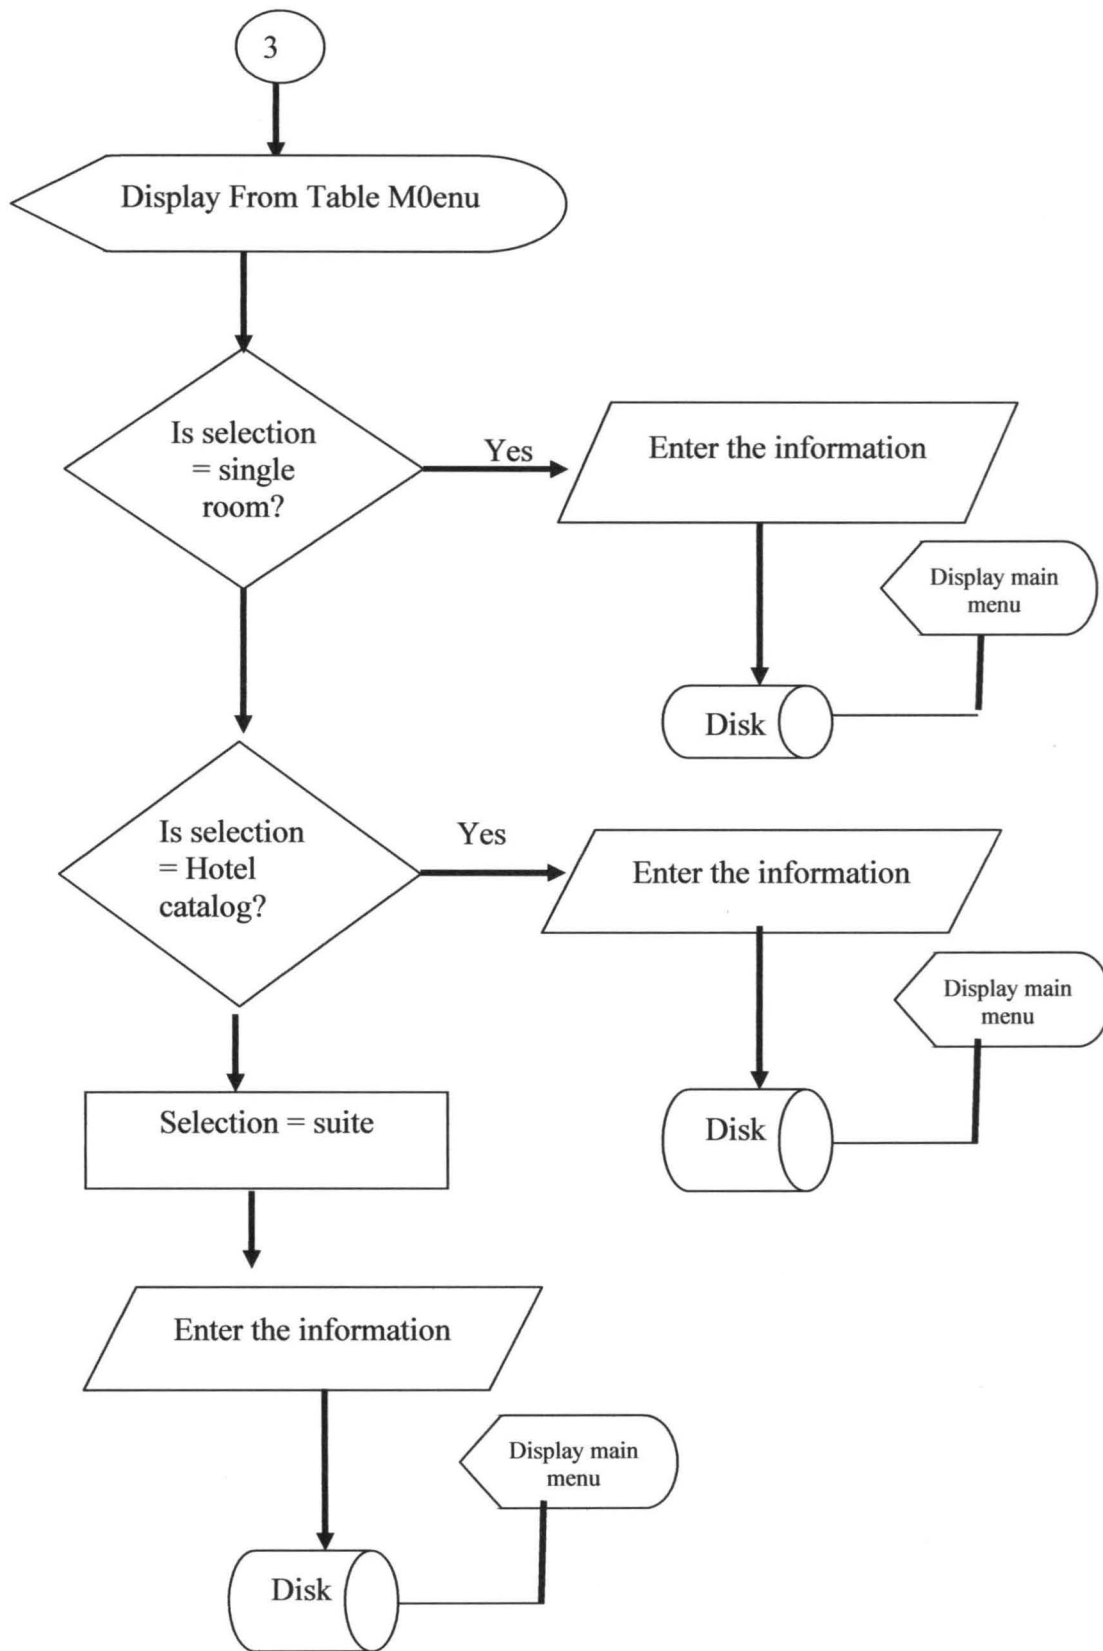 3
Display From Table M0enu
Is selection
= single
room?
Yes
Enter the information
Display main
menu
Disk
Is selection
= Hotel
catalog?
Yes
Enter the information
Display main
menu
Disk
Selection = suite
Enter the information
Display main
menu
Disk